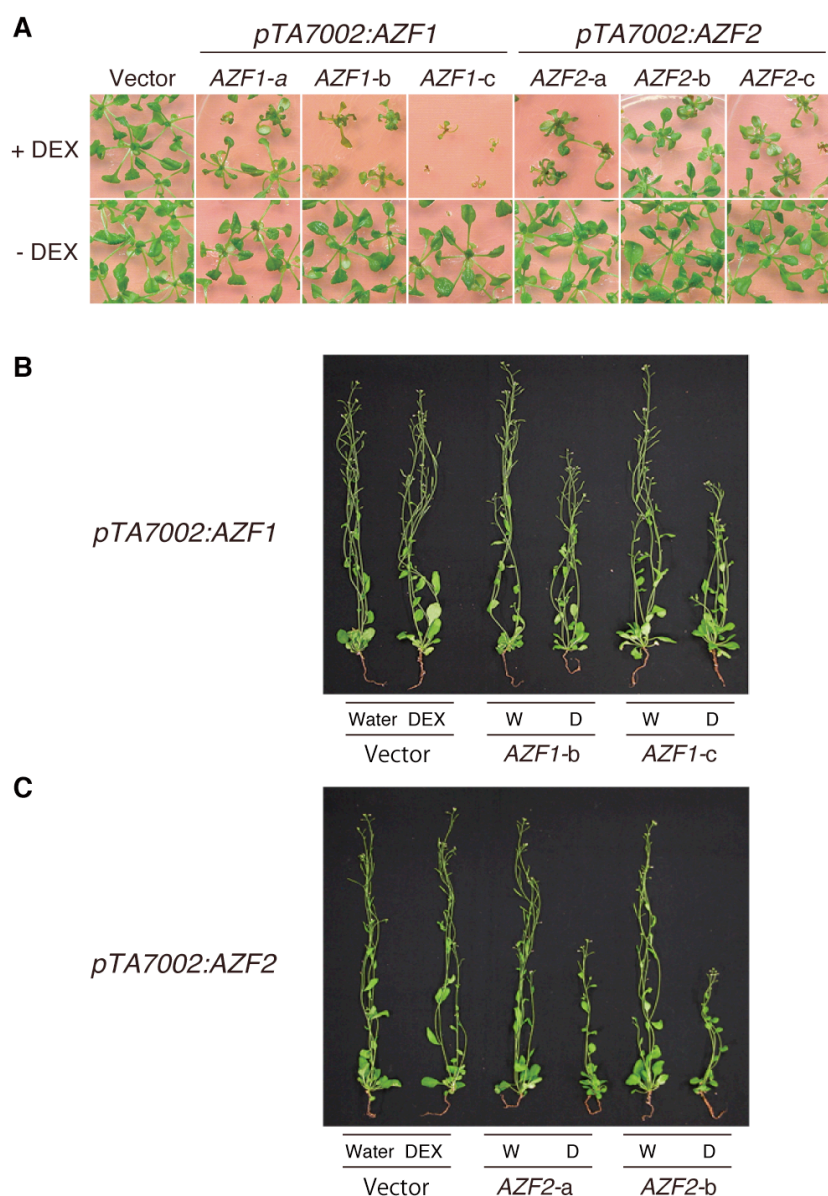 A
pTA7002:AZF1 pTA7002:AZF2
Vector AZF1-a AZF1-b AZF1-c AZF2-a AZF2-b AZF2-c
+ DEX
- DEX
B
pTA7002:AZF1
Water DEX W D W D
Vector AZF1-b AZF1-c
C
pTA7002:AZF2
Water DEX W D W D
Vector AZF2-a AZF2-b